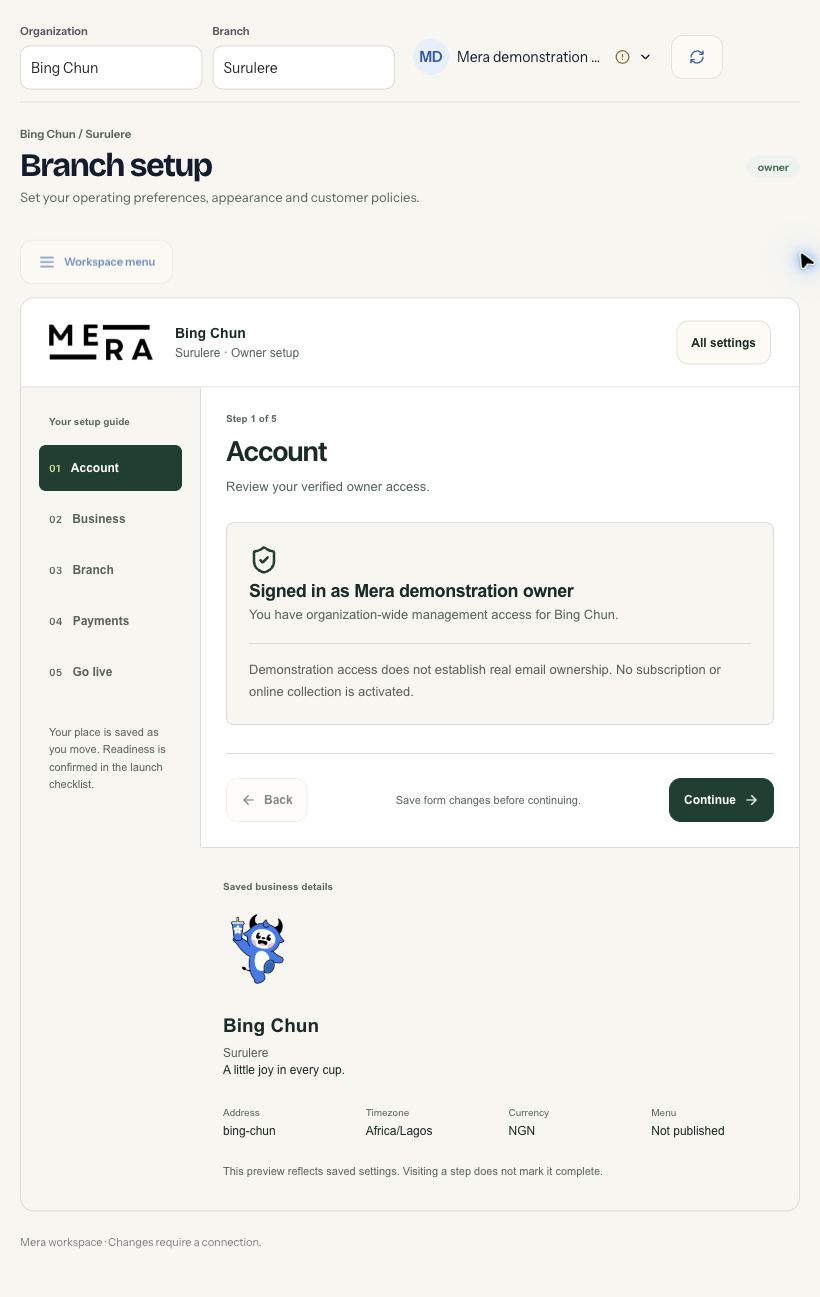 Organization
Branch
Bing Chun
Surulere
MD
Mera demonstration ...
Bing Chun / Surulere
Branch setup
owner
Set your operating preferences, appearance and customer policies.
Workspace menu
MERA
Bing Chun
Surulere · Owner setup
All settings
Your setup guide
01 Account
02 Business
03 Branch
04 Payments
05 Go live
Your place is saved as
you move. Readiness is
confirmed in the launch
checklist.
Step 1 of 5
Account
Review your verified owner access.
Signed in as Mera demonstration owner
You have organization-wide management access for Bing Chun.
Demonstration access does not establish real email ownership. No subscription or
online collection is activated.
Back
Save form changes before continuing.
Continue
Saved business details
Bing Chun
Surulere
A little joy in every cup.
Address
Timezone
Currency
Menu
bing-chun
Africa/Lagos
NGN
Not published
This preview reflects saved settings. Visiting a step does not mark it complete.
Mera workspace · Changes require a connection.